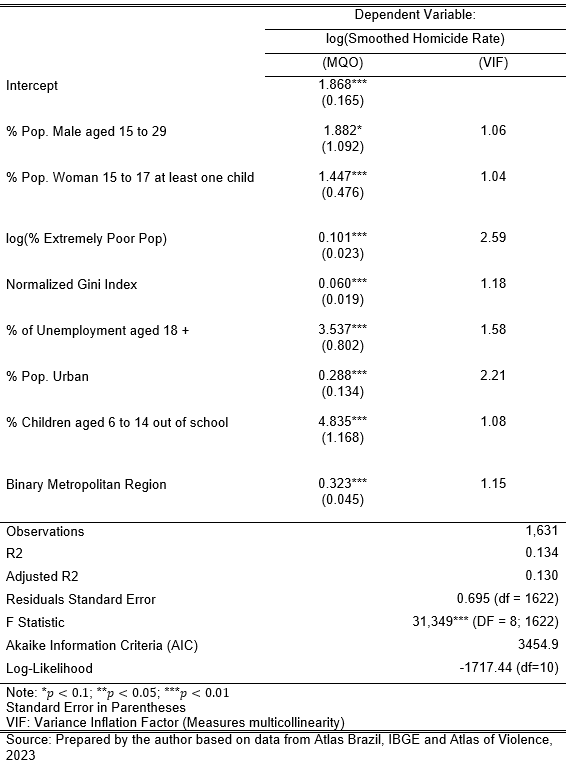 Dependent Variable:
log(Smoothed Homicide Rate)
(MQO) (VIF)
Intercept 1.868***
(0.165)
% Pop. Male aged 15 to 29 1.882* 1.06
(1.092)
% Pop. Woman 15 to 17 at least one child 1.447*** 1.04
(0.476)
log(% Extremely Poor Pop) 0.101*** 2.59
(0.023)
Normalized Gini Index 0.060*** 1.18
(0.019)
% of Unemployment aged 18 + 3.537*** 1.58
(0.802)
% Pop. Urban 0.288*** 2.21
(0.134)
% Children aged 6 to 14 out of school 4.835*** 1.08
(1.168)
Binary Metropolitan Region 0.323*** 1.15
(0.045)
Observations 1,631
R2 0.134
Adjusted R2 0.130
Residuals Standard Error 0.695 (df = 1622)
F Statistic 31,349*** (DF = 8; 1622)
Akaike Information Criteria (AIC) 3454.9
Log-Likelihood -1717.44 (df=10)
Note: *p < 0.1; **p < 0.05; ***p < 0.01
Standard Error in Parentheses
VIF: Variance Inflation Factor (Measures multicollinearity)
Source: Prepared by the author based on data from Atlas Brazil, IBGE and Atlas of Violence,
2023